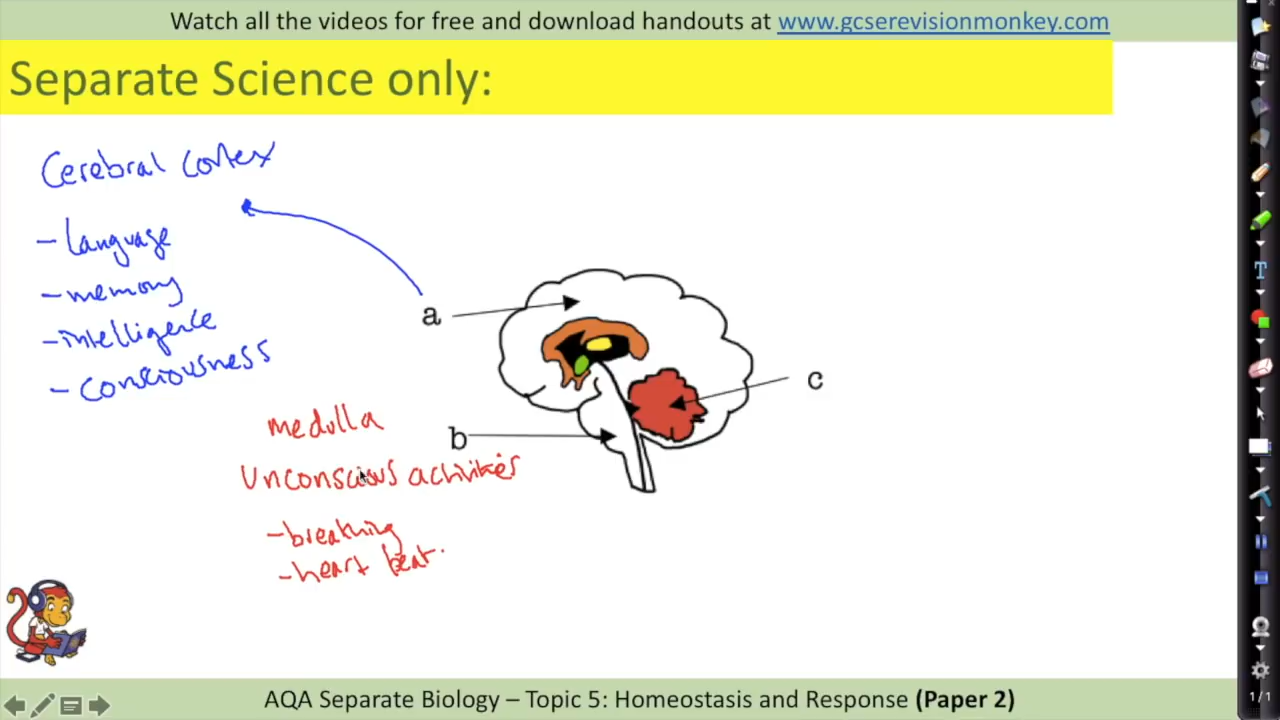 Watch all the videos for free and download handouts at www.gcserevisionmonkey.com
Separate Science only:
Cerebral cortex
- language
- memory
- intelligence
- consciousness
a
b
c
medulla
Unconscious activities
- breathing
- heart beat.
AQA Separate Biology – Topic 5: Homeostasis and Response (Paper 2)
T
1/1